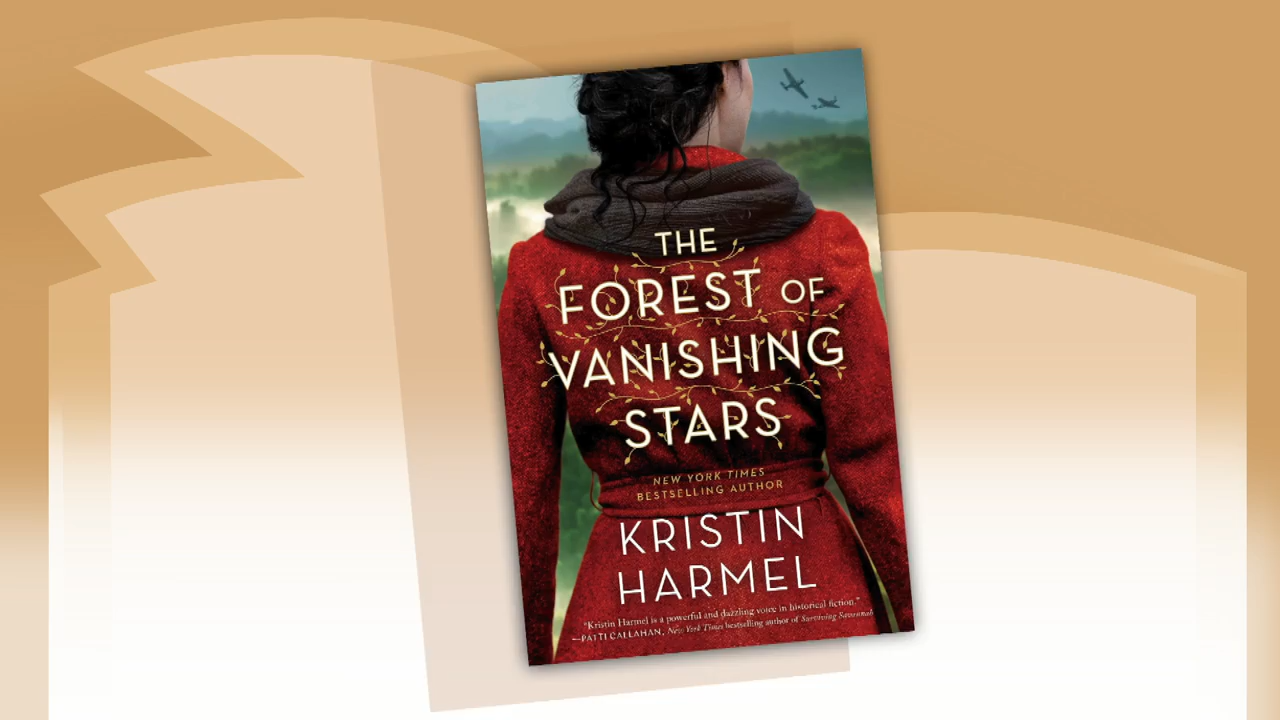 THE
FOREST OF
VANISHING
STARS
NEW YORK TIMES
BESTSELLING AUTHOR
KRISTIN
HARMEL
“Kristin Harmel is a powerful and dazzling voice in historical fiction.”
—PATTI CALLAHAN, New York Times bestselling author of Surviving Savannah